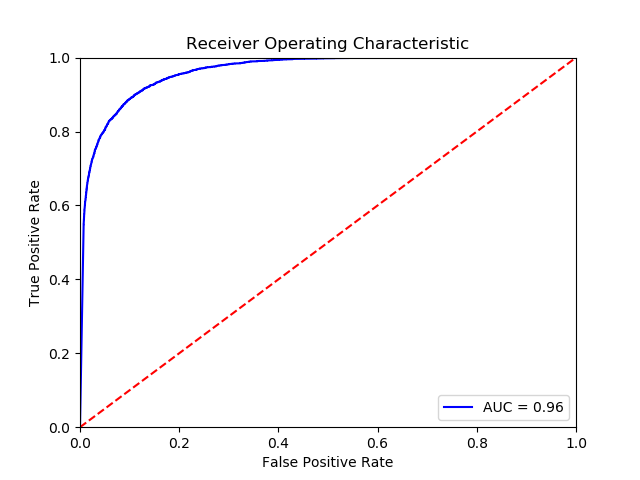 Receiver Operating Characteristic
True Positive Rate
1.0
0.8
0.6
0.4
0.2
0.0
AUC = 0.96
0.0 0.2 0.4 0.6 0.8 1.0
False Positive Rate